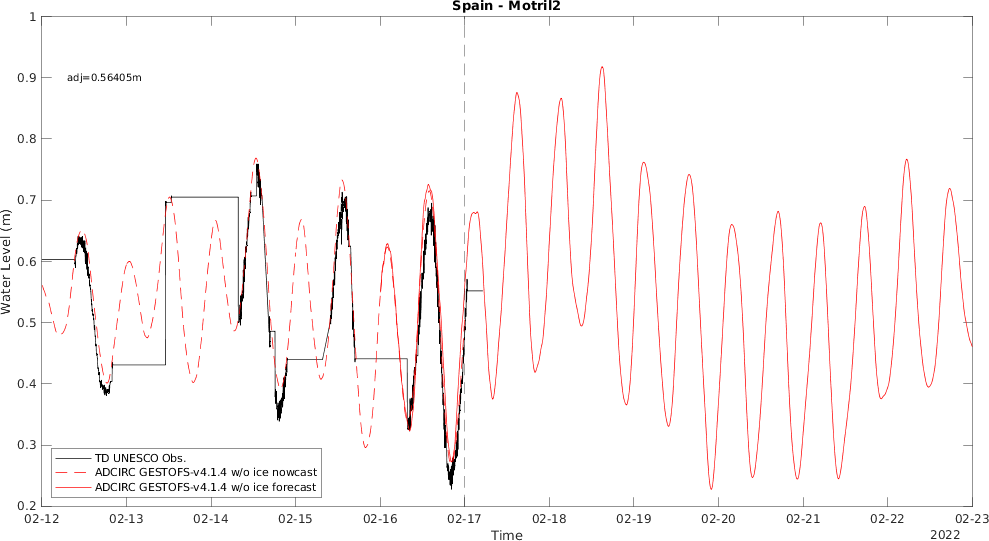 Spain - Motril2
1
0.9
0.8
0.7
0.6
0.5
0.4
0.3
0.2
Water Level (m)
adj=0.56405m
TD UNESCO Obs.
ADCIRC GESTOFS-v4.1.4 w/o ice nowcast
ADCIRC GESTOFS-v4.1.4 w/o ice forecast
02-12 02-13 02-14 02-15 02-16 02-17 02-18 02-19 02-20 02-21 02-22 02-23
Time
2022